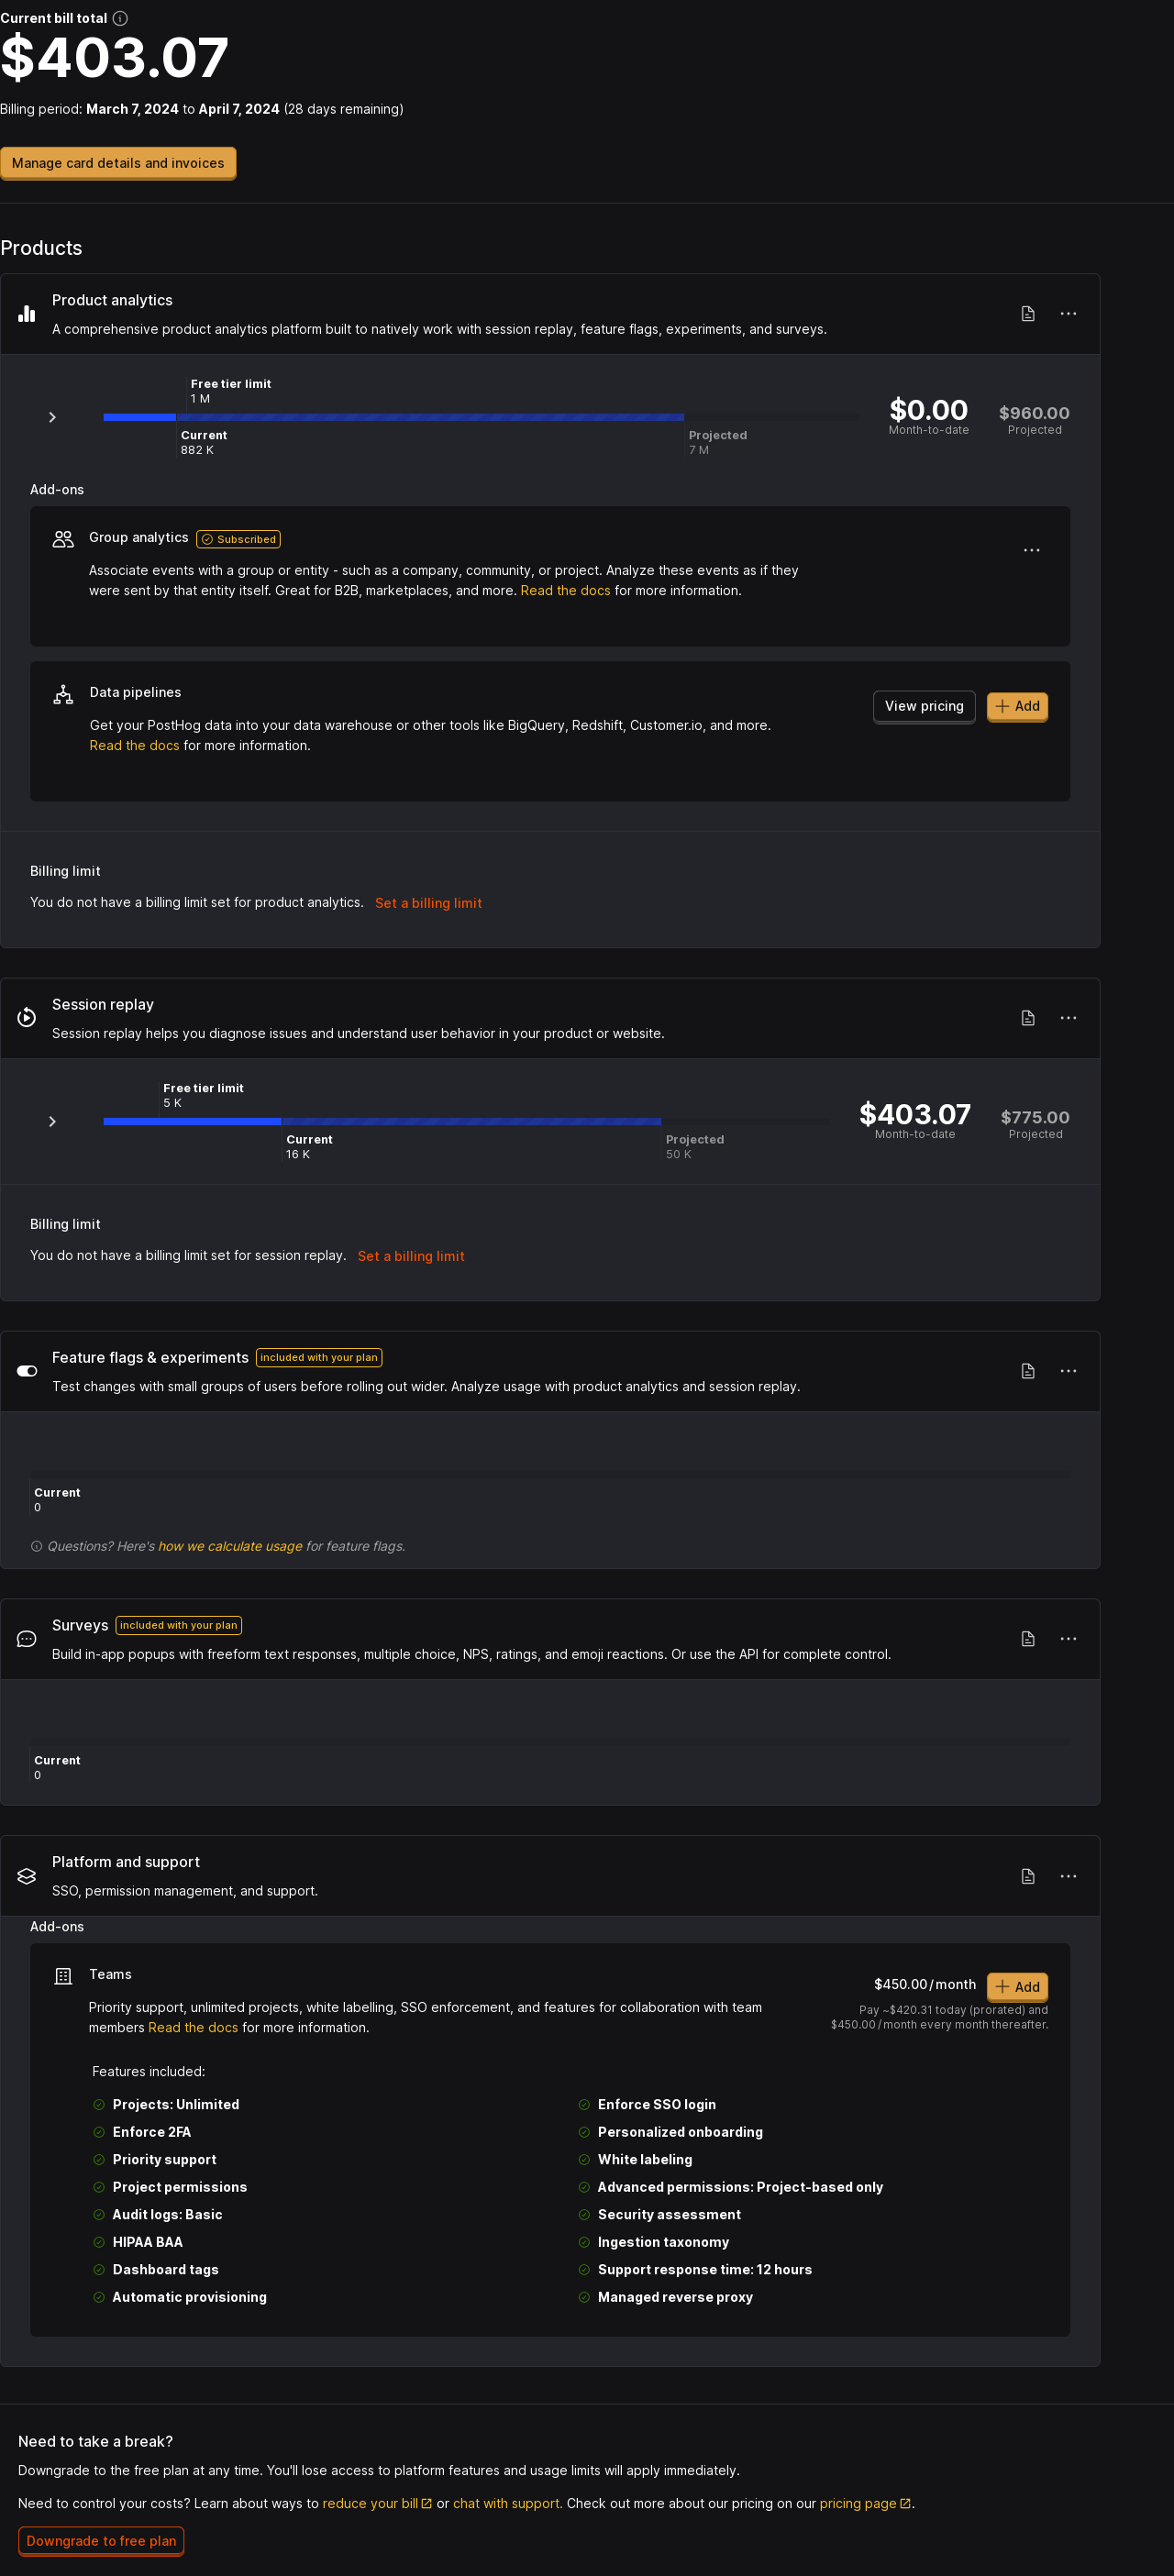 Current bill total
$403.07
Billing period: March 7, 2024 to April 7, 2024 (28 days remaining)
Manage card details and invoices
Products
Product analytics
A comprehensive product analytics platform built to natively work with session replay, feature flags, experiments, and surveys.
Free tier limit
1 M
Current
882 K
Projected
7 M
$0.00
Month-to-date
$960.00
Projected
Add-ons
Group analytics Subscribed
Associate events with a group or entity - such as a company, community, or project. Analyze these events as if they
were sent by that entity itself. Great for B2B, marketplaces, and more. Read the docs for more information.
Data pipelines
Get your PostHog data into your data warehouse or other tools like BigQuery, Redshift, Customer.io, and more.
Read the docs for more information.
View pricing
Add
Billing limit
You do not have a billing limit set for product analytics. Set a billing limit
Session replay
Session replay helps you diagnose issues and understand user behavior in your product or website.
Free tier limit
5 K
Current
16 K
Projected
50 K
$403.07
Month-to-date
$775.00
Projected
Billing limit
You do not have a billing limit set for session replay. Set a billing limit
Feature flags & experiments included with your plan
Test changes with small groups of users before rolling out wider. Analyze usage with product analytics and session replay.
Current
0
Questions? Here's how we calculate usage for feature flags.
Surveys included with your plan
Build in-app popups with freeform text responses, multiple choice, NPS, ratings, and emoji reactions. Or use the API for complete control.
Current
0
Platform and support
SSO, permission management, and support.
Add-ons
Teams
Priority support, unlimited projects, white labelling, SSO enforcement, and features for collaboration with team
members Read the docs for more information.
$450.00/month
Add
Pay ~$420.31 today (prorated) and
$450.00/month every month thereafter.
Features included:
Projects: Unlimited
Enforce 2FA
Priority support
Project permissions
Audit logs: Basic
HIPAA BAA
Dashboard tags
Automatic provisioning
Enforce SSO login
Personalized onboarding
White labeling
Advanced permissions: Project-based only
Security assessment
Ingestion taxonomy
Support response time: 12 hours
Managed reverse proxy
Need to take a break?
Downgrade to the free plan at any time. You'll lose access to platform features and usage limits will apply immediately.
Need to control your costs? Learn about ways to reduce your bill or chat with support. Check out more about our pricing on our pricing page.
Downgrade to free plan